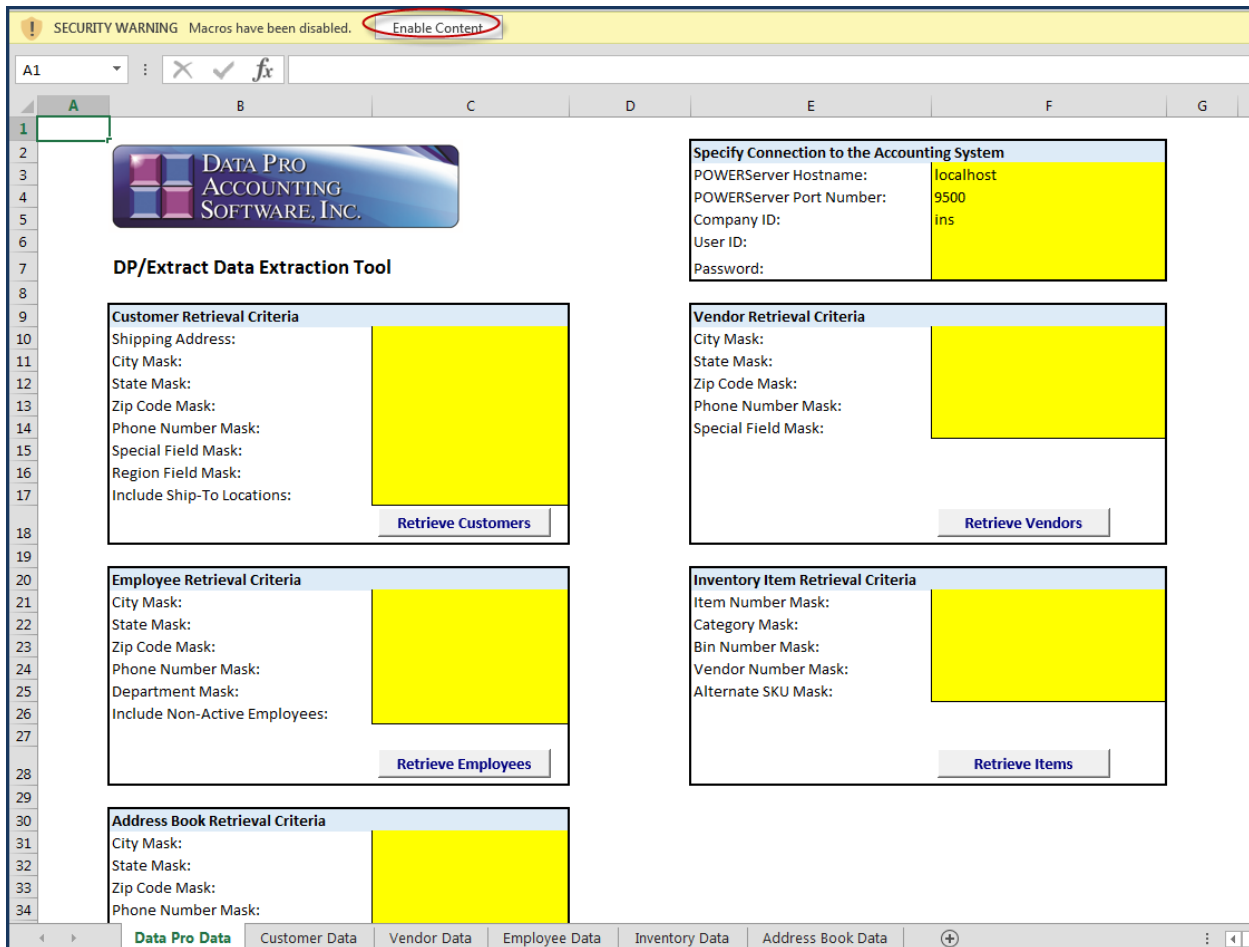 SECURITY WARNING Macros have been disabled. Enable Content
A1 fx
A B C D E F G
1
2
3
4
5
6
7
8
9
10
11
12
13
14
15
16
17
18
19
20
21
22
23
24
25
26
27
28
29
30
31
32
33
34
DATA PRO
ACCOUNTING
SOFTWARE, INC.
DP/Extract Data Extraction Tool
Specify Connection to the Accounting System
POWERServer Hostname: localhost
POWERServer Port Number: 9500
Company ID: ins
User ID:
Password:
Customer Retrieval Criteria
Shipping Address:
City Mask:
State Mask:
Zip Code Mask:
Phone Number Mask:
Special Field Mask:
Region Field Mask:
Include Ship-To Locations:
Retrieve Customers
Vendor Retrieval Criteria
City Mask:
State Mask:
Zip Code Mask:
Phone Number Mask:
Special Field Mask:
Retrieve Vendors
Employee Retrieval Criteria
City Mask:
State Mask:
Zip Code Mask:
Phone Number Mask:
Department Mask:
Include Non-Active Employees:
Retrieve Employees
Inventory Item Retrieval Criteria
Item Number Mask:
Category Mask:
Bin Number Mask:
Vendor Number Mask:
Alternate SKU Mask:
Retrieve Items
Address Book Retrieval Criteria
City Mask:
State Mask:
Zip Code Mask:
Phone Number Mask:
Data Pro Data Customer Data Vendor Data Employee Data Inventory Data Address Book Data